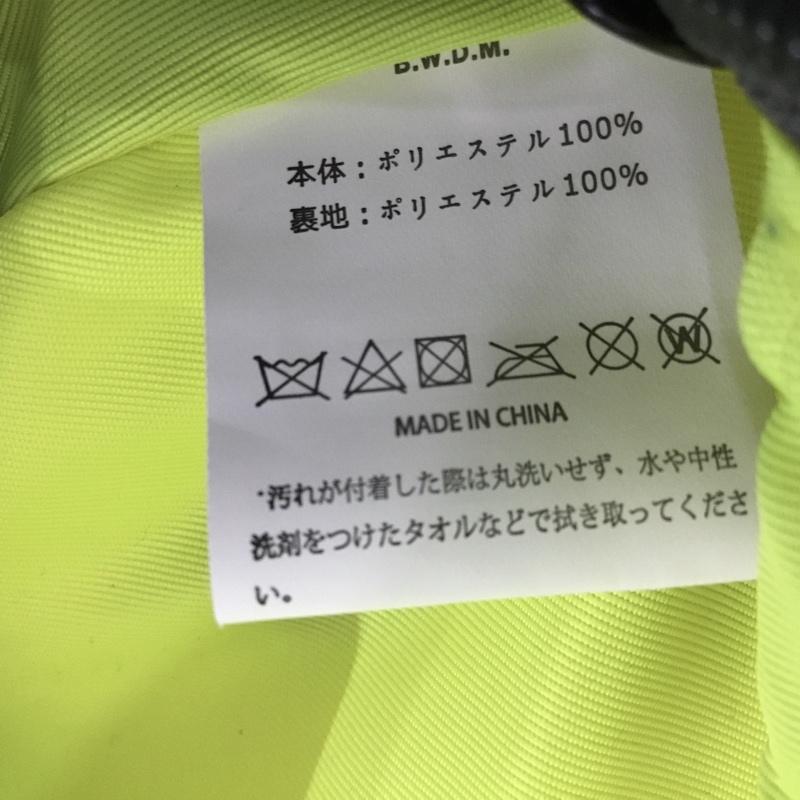 B.W.D.M.
本体：ポリエステル100%
裏地：ポリエステル100%
W
MADE IN CHINA
*汚れが付着した際は丸洗いせず、水や中性
洗剤をつけたタオルなどで拭き取ってくださ
い。